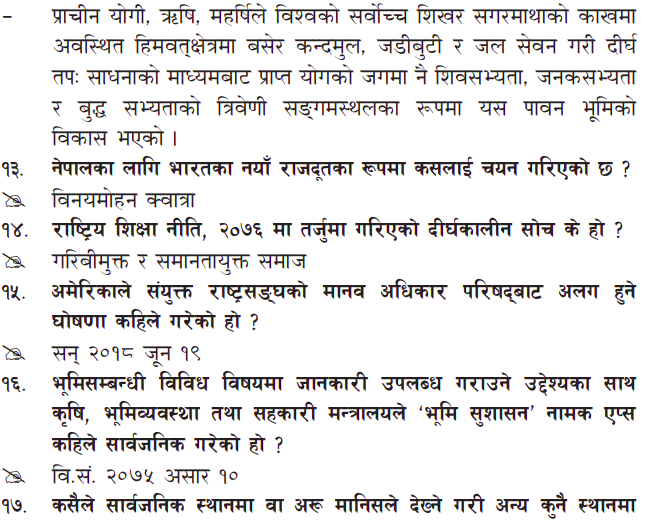 – प्राचीन योगी, ऋषि, महर्षिले विश्वको सर्वोच्च शिखर सगरमाथाको काखमा
अवस्थित हिमवत्क्षेत्रमा बसेर कन्दमुल, जडीबुटी र जल सेवन गरी दीर्घ
तपः साधनाको माध्यमबाट प्राप्त योगको जगमा नै शिवसभ्यता, जनकसभ्यता
र बुद्ध सभ्यताको त्रिवेणी सङ्गमस्थलका रूपमा यस पावन भूमिको
विकास भएको ।
१३. नेपालका लागि भारतका नयाँ राजदूतका रूपमा कसलाई चयन गरिएको छ ?
विनयमोहन क्वात्रा
१४. राष्ट्रिय शिक्षा नीति, २०७६ मा तर्जुमा गरिएको दीर्घकालीन सोच के हो ?
गरिबीमुक्त र समानतायुक्त समाज
१५. अमेरिकाले संयुक्त राष्ट्रसङ्घको मानव अधिकार परिषद्बाट अलग हुने
घोषणा कहिले गरेको हो ?
सन् २०१८ जून १९
१६. भूमिसम्बन्धी विविध विषयमा जानकारी उपलब्ध गराउने उद्देश्यका साथ
कृषि, भूमिव्यवस्था तथा सहकारी मन्त्रालयले ‘भूमि सुशासन’ नामक एप्स
कहिले सार्वजनिक गरेको हो ?
वि.सं. २०७५ असार १०
१७. कसैले सार्वजनिक स्थानमा वा अरू मानिसले देख्ने गरी अन्य कुनै स्थानमा